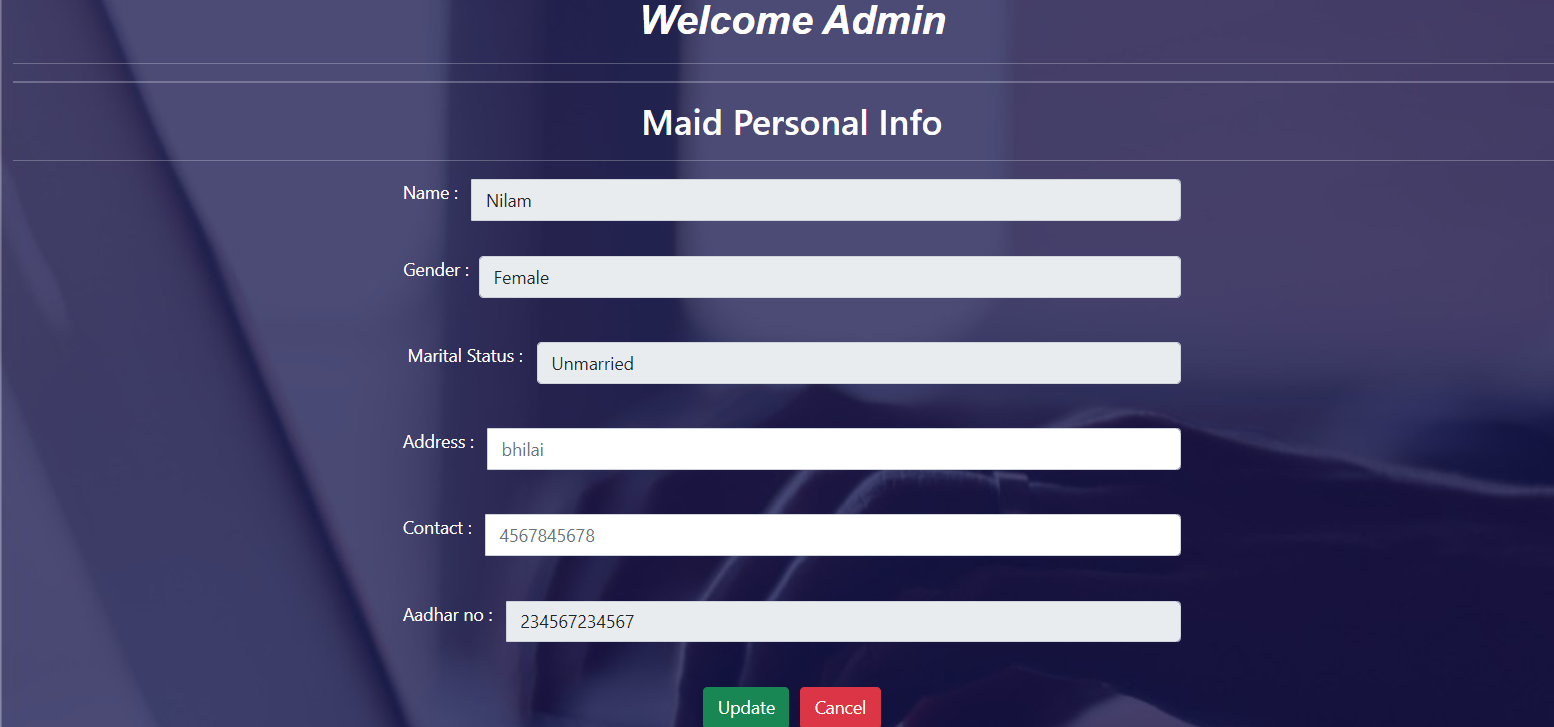 Welcome Admin
Maid Personal Info
Name : Nilam
Gender : Female
Marital Status : Unmarried
Address : bhilai
Contact : 4567845678
Aadhar no : 234567234567
Update Cancel